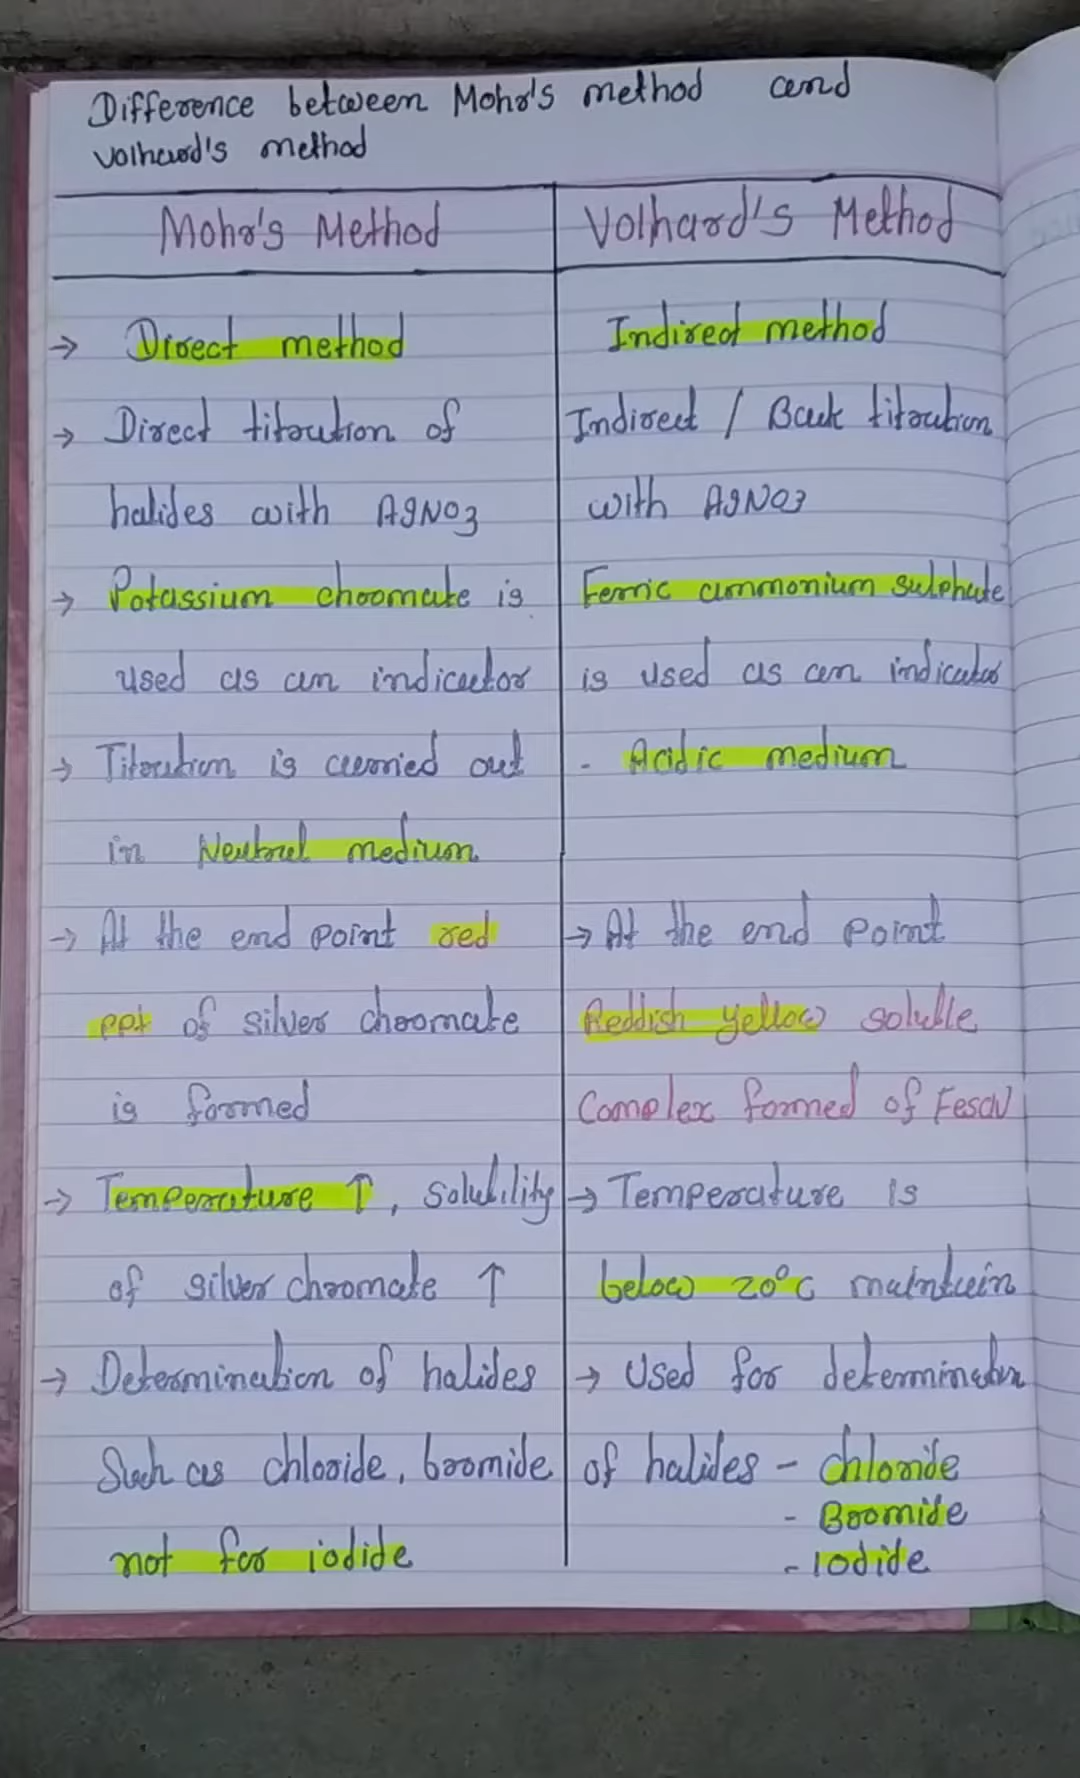 Difference between Mohr's method and
Volhard's method
Mohr's Method
Volhard's Method
→ Direct method
Indirect method
→ Direct titration of
halides with AgNO3
Indirect / Back titration
with AgNO3
→ Potassium chromate is
used as an indicator
Ferric ammonium sulphate
is used as an indicator
→ Titration is carried out
in Neutral medium
- Acidic medium
→ At the end point red
ppt of silver chromate
is formed
→ At the end point
Reddish yellow soluble
Complex formed of FeSCN
→ Temperature ↑, solubility
of silver chromate ↑
→ Temperature is
below 20°C maintain
→ Determination of halides
Such as chloride, bromide
not for iodide
→ Used for determination
of halides - chloride
- Bromide
- Iodide